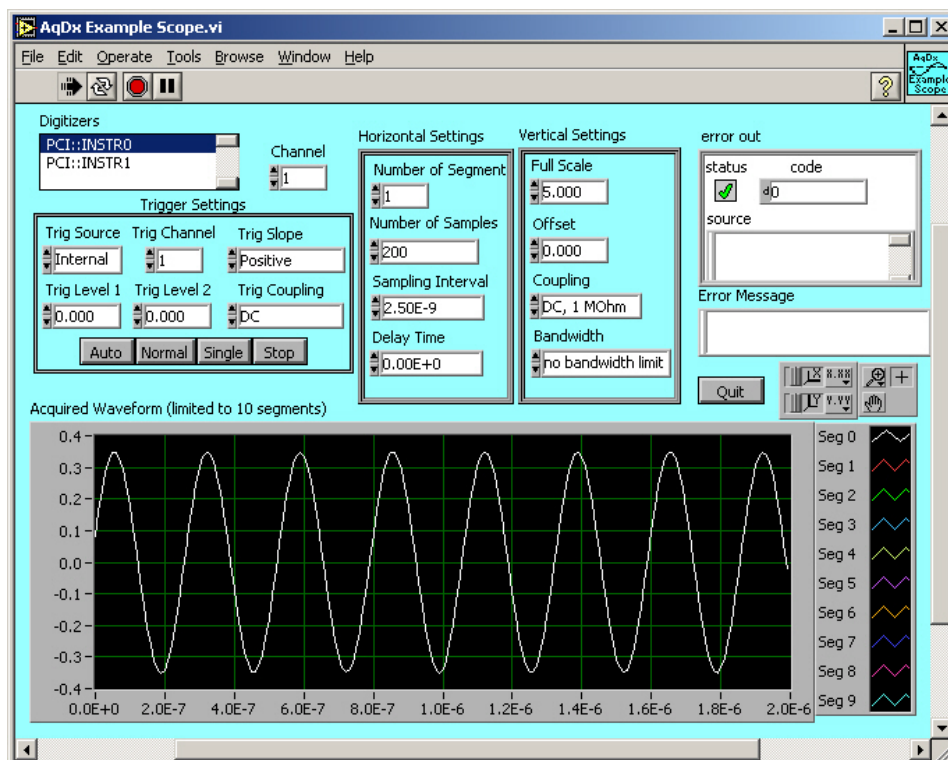 AqDx Example Scope.vi
File Edit Operate Tools Browse Window Help
AqDx
Example
Scope
Digitizers
PCI::INSTR0
PCI::INSTR1
Channel
1
Trigger Settings
Trig Source Trig Channel Trig Slope
Internal 1 Positive
Trig Level 1 Trig Level 2 Trig Coupling
0.000 0.000 DC
Auto Normal Single Stop
Horizontal Settings
Number of Segment
1
Number of Samples
200
Sampling Interval
2.50E-9
Delay Time
0.00E+0
Vertical Settings
Full Scale
5.000
Offset
0.000
Coupling
DC, 1 MOhm
Bandwidth
no bandwidth limit
error out
status code
d0
source
Error Message
Quit
X X.XX
Y Y.YY
Acquired Waveform (limited to 10 segments)
0.4
0.3
0.2
0.1
0.0
-0.1
-0.2
-0.3
-0.4
0.0E+0 2.0E-7 4.0E-7 6.0E-7 8.0E-7 1.0E-6 1.2E-6 1.4E-6 1.6E-6 1.8E-6 2.0E-6
Seg 0
Seg 1
Seg 2
Seg 3
Seg 4
Seg 5
Seg 6
Seg 7
Seg 8
Seg 9